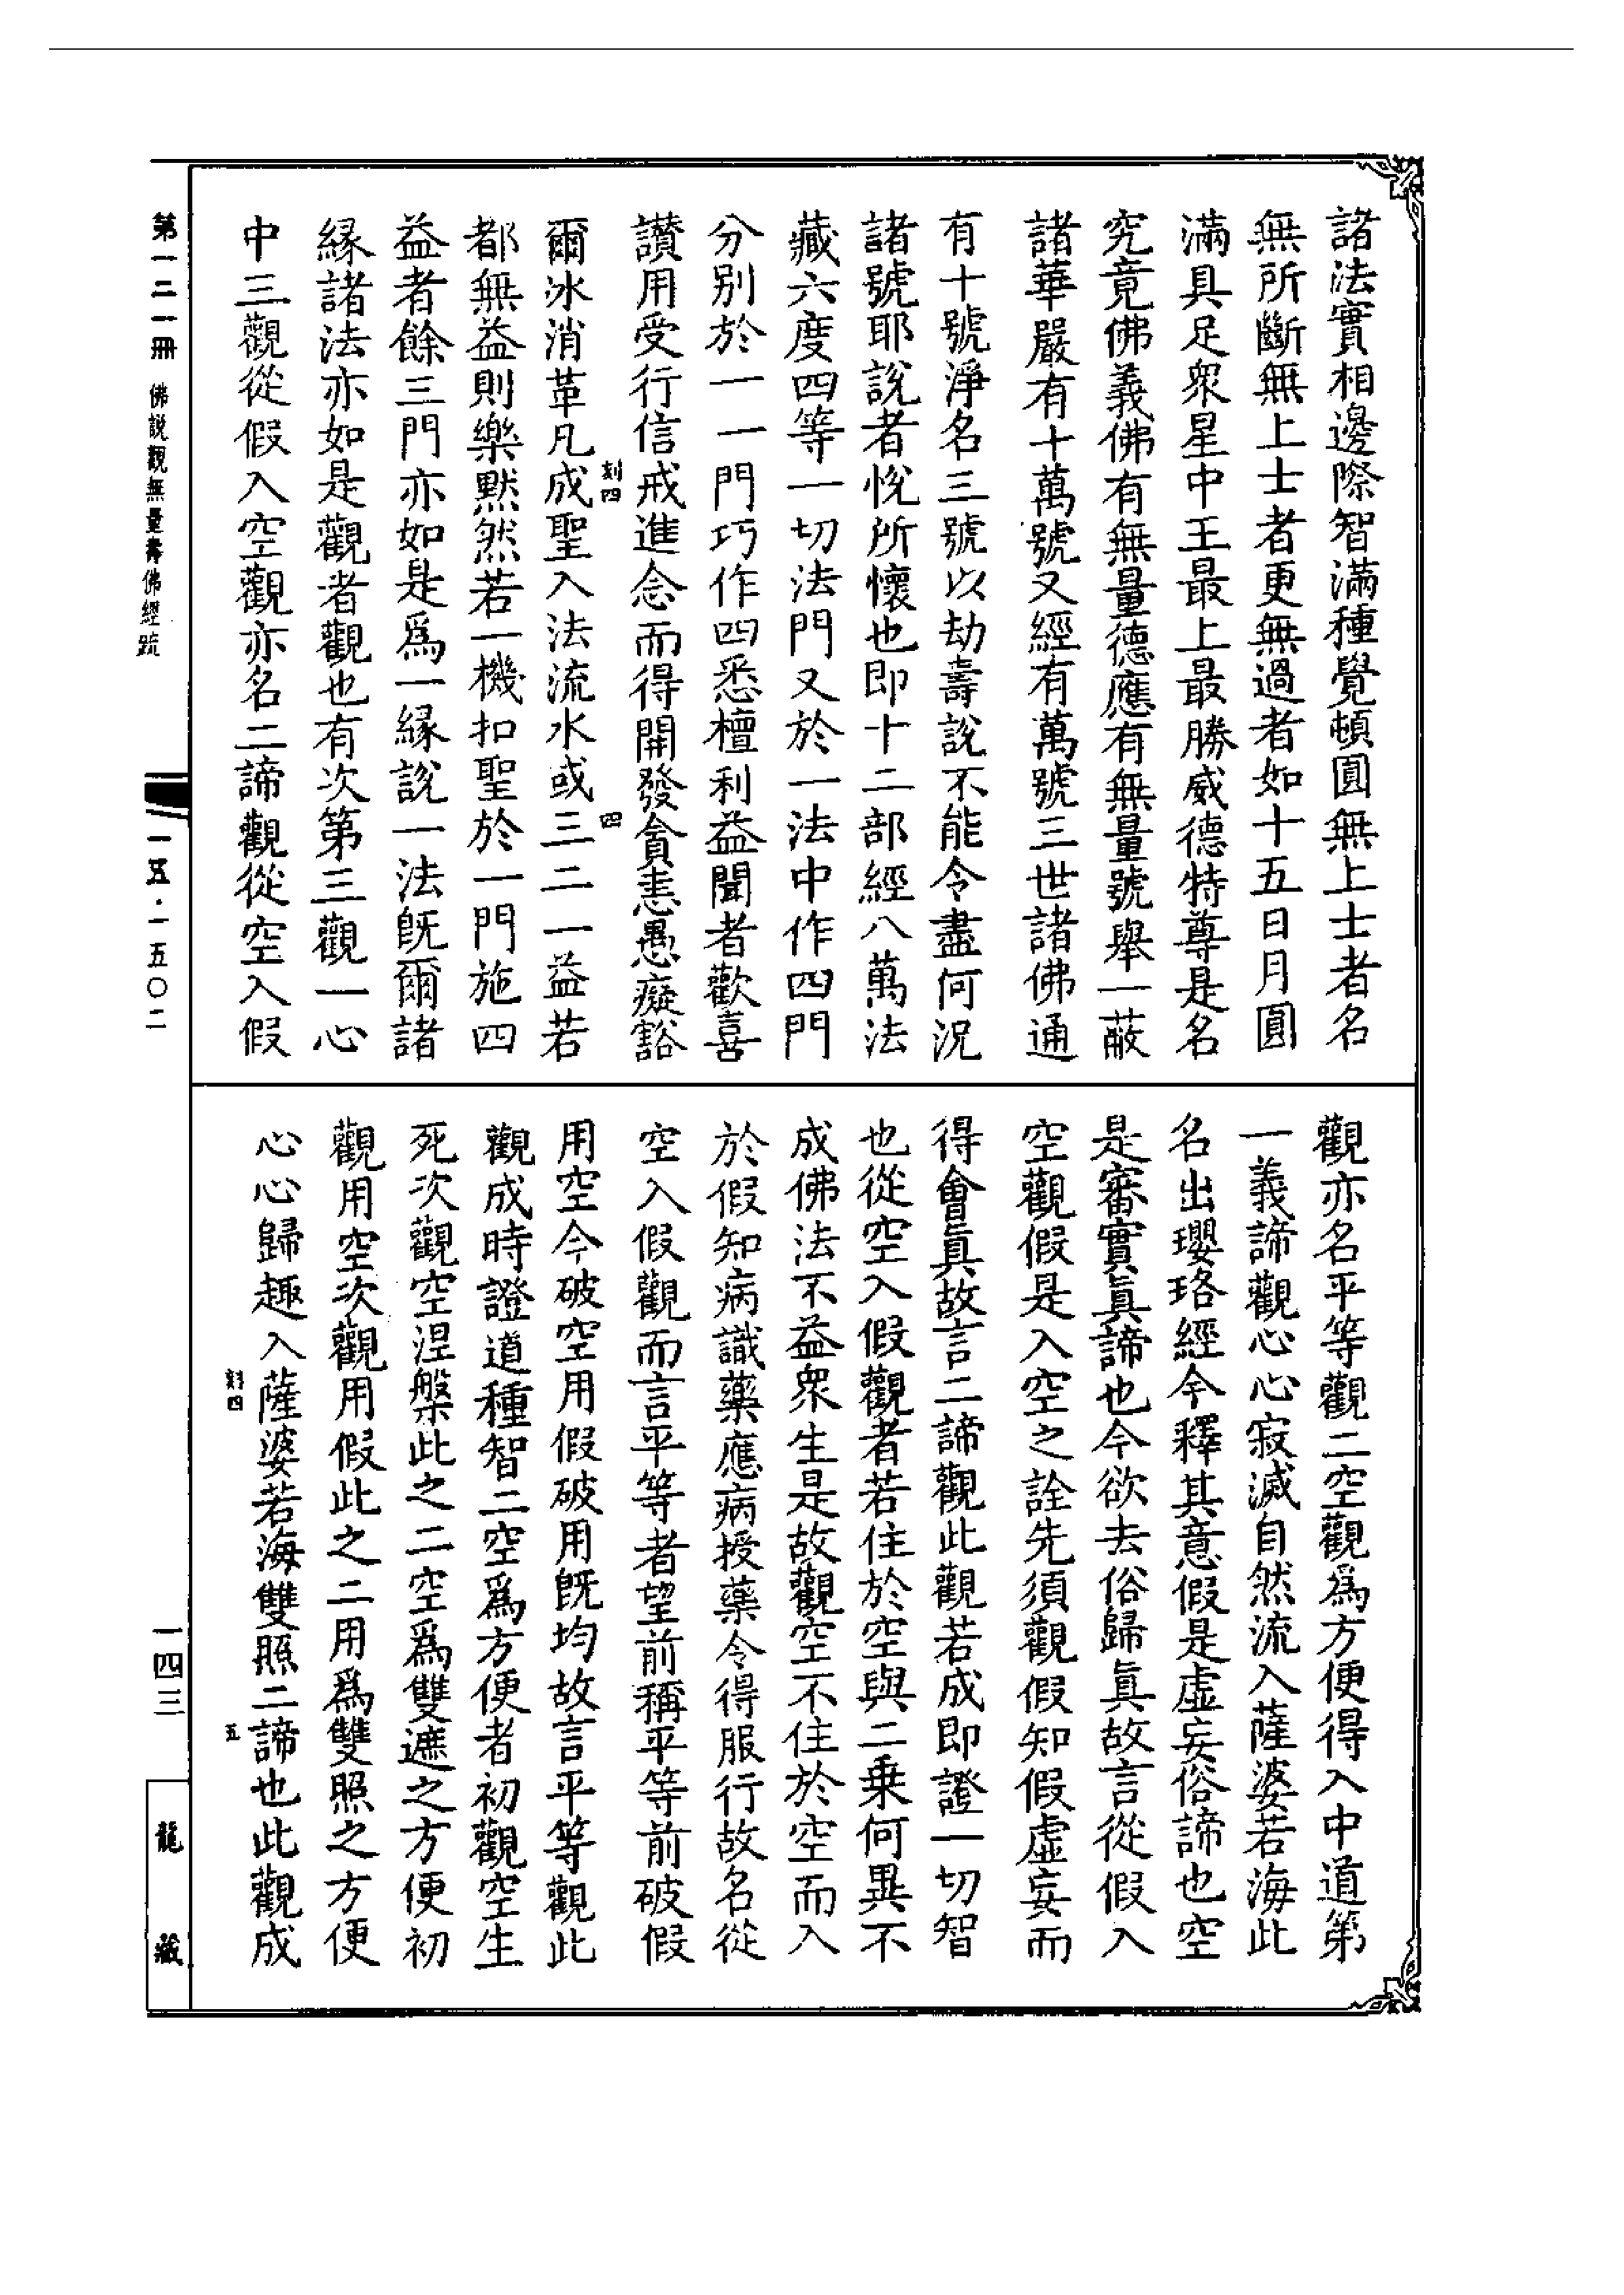 諸法實相邊際智滿種覺頓圓無上士者名
無所斷無上士者更無過者如十五日月圓
滿具足衆星中王最上最勝威德特尊是名
究竟佛義佛有無量德應有無量號舉一蔽
諸華嚴有十萬號又經有萬號三世諸佛通
有十號淨名三號以劫壽說不能令盡何況
諸號耶說者悅所懷也即十二部經八萬法
藏六度四等一切法門又於一法中作四門
分別於一一門巧作四悉檀利益聞者歡喜
讃用受行信戒進念而得開發貪恚愚癡豁
刻四
四
爾冰消革凡成聖入法流水或三二一益若
都無益則樂默然若一機扣聖於一門施四
益者餘三門亦如是爲一緣說一法旣爾諸
緣諸法亦如是觀者觀也有次第三觀一心
中三觀從假入空觀亦名二諦觀從空入假
觀亦名平等觀二空觀爲方便得入中道第
一義諦觀心心寂滅自然流入薩婆若海此
名出瓔珞經今釋其意假是虛妄俗諦也空
是審實眞諦也今欲去俗歸眞故言從假入
空觀假是入空之詮先須觀假知假虛妄而
得會眞故言二諦觀此觀若成即證一切智
也從空入假觀者若住於空與二乗何異不
成佛法不益衆生是故觀空不住於空而入
於假知病識藥應病授藥令得服行故名從
空入假觀而言平等者望前稱平等前破假
用空今破空用假破用旣均故言平等觀此
觀成時證道種智二空爲方便者初觀空生
死次觀空涅槃此之二空爲雙遮之方便初
觀用空次觀用假此之二用爲雙照之方便
心心歸趣入薩婆若海雙照二諦也此觀成
刻四
五
第一二一冊
佛說觀無量壽佛經疏
一五·一五〇二
一四三
龍藏